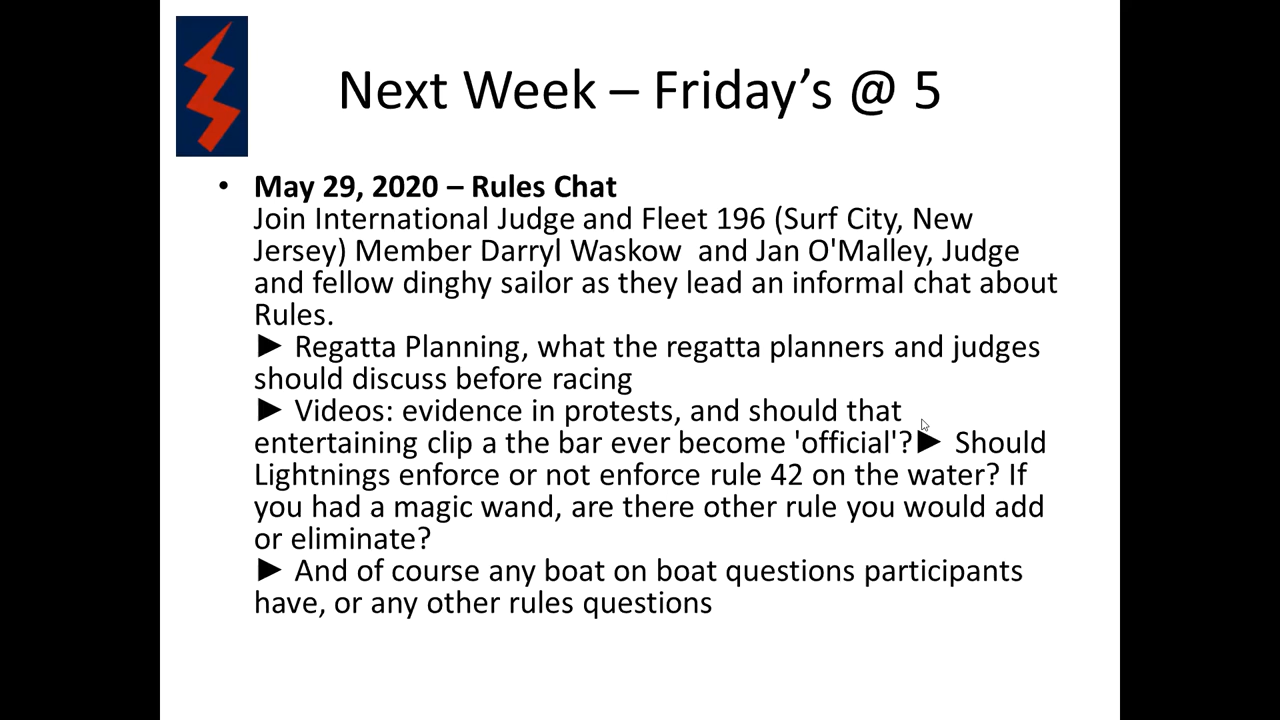 Next Week – Friday’s @ 5
• May 29, 2020 – Rules Chat
Join International Judge and Fleet 196 (Surf City, New
Jersey) Member Darryl Waskow  and Jan O'Malley, Judge
and fellow dinghy sailor as they lead an informal chat about
Rules.
► Regatta Planning, what the regatta planners and judges
should discuss before racing
► Videos: evidence in protests, and should that
entertaining clip a the bar ever become 'official'?► Should
Lightnings enforce or not enforce rule 42 on the water? If
you had a magic wand, are there other rule you would add
or eliminate?
► And of course any boat on boat questions participants
have, or any other rules questions